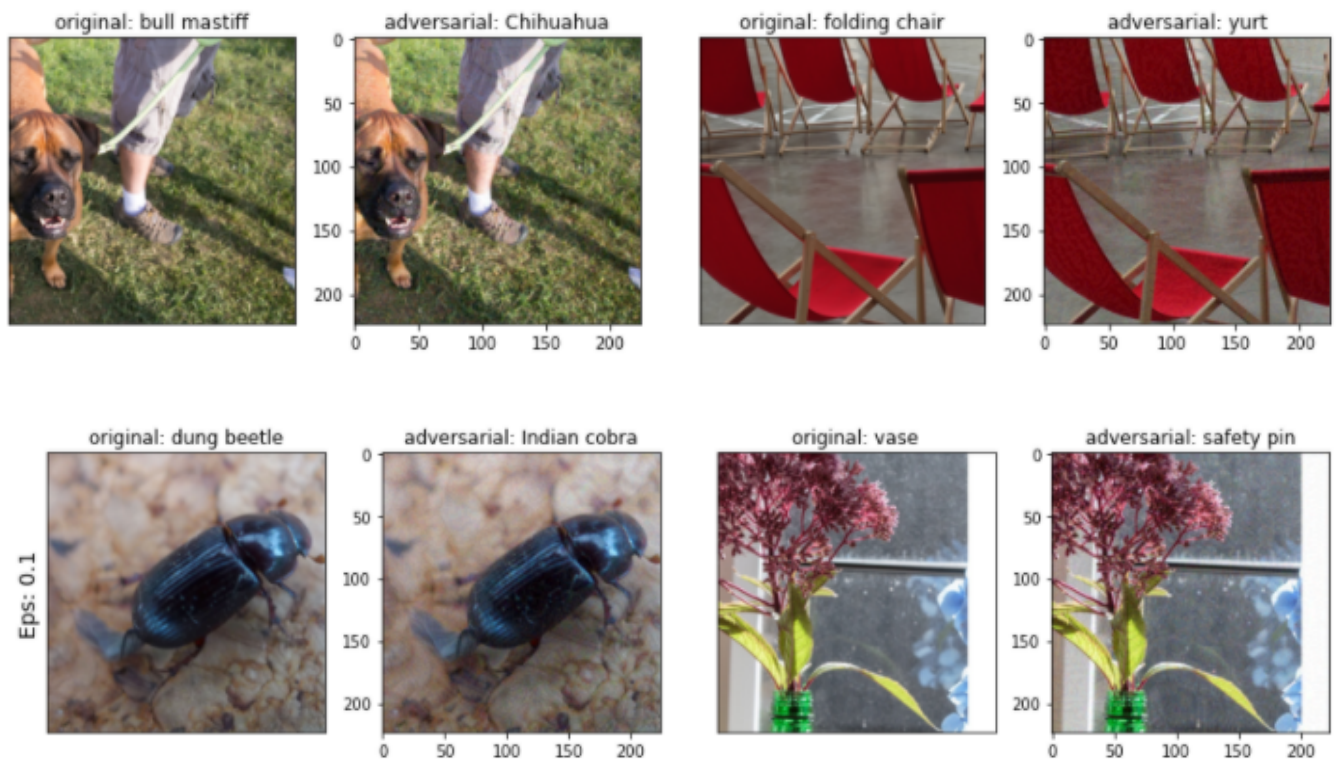 original: bull mastiff
adversarial: Chihuahua
original: folding chair
adversarial: yurt
0
50
100
150
200
0 50 100 150 200
0
50
100
150
200
0 50 100 150 200
original: dung beetle
adversarial: Indian cobra
original: vase
adversarial: safety pin
Eps: 0.1
0
50
100
150
200
0 50 100 150 200
0
50
100
150
200
0 50 100 150 200